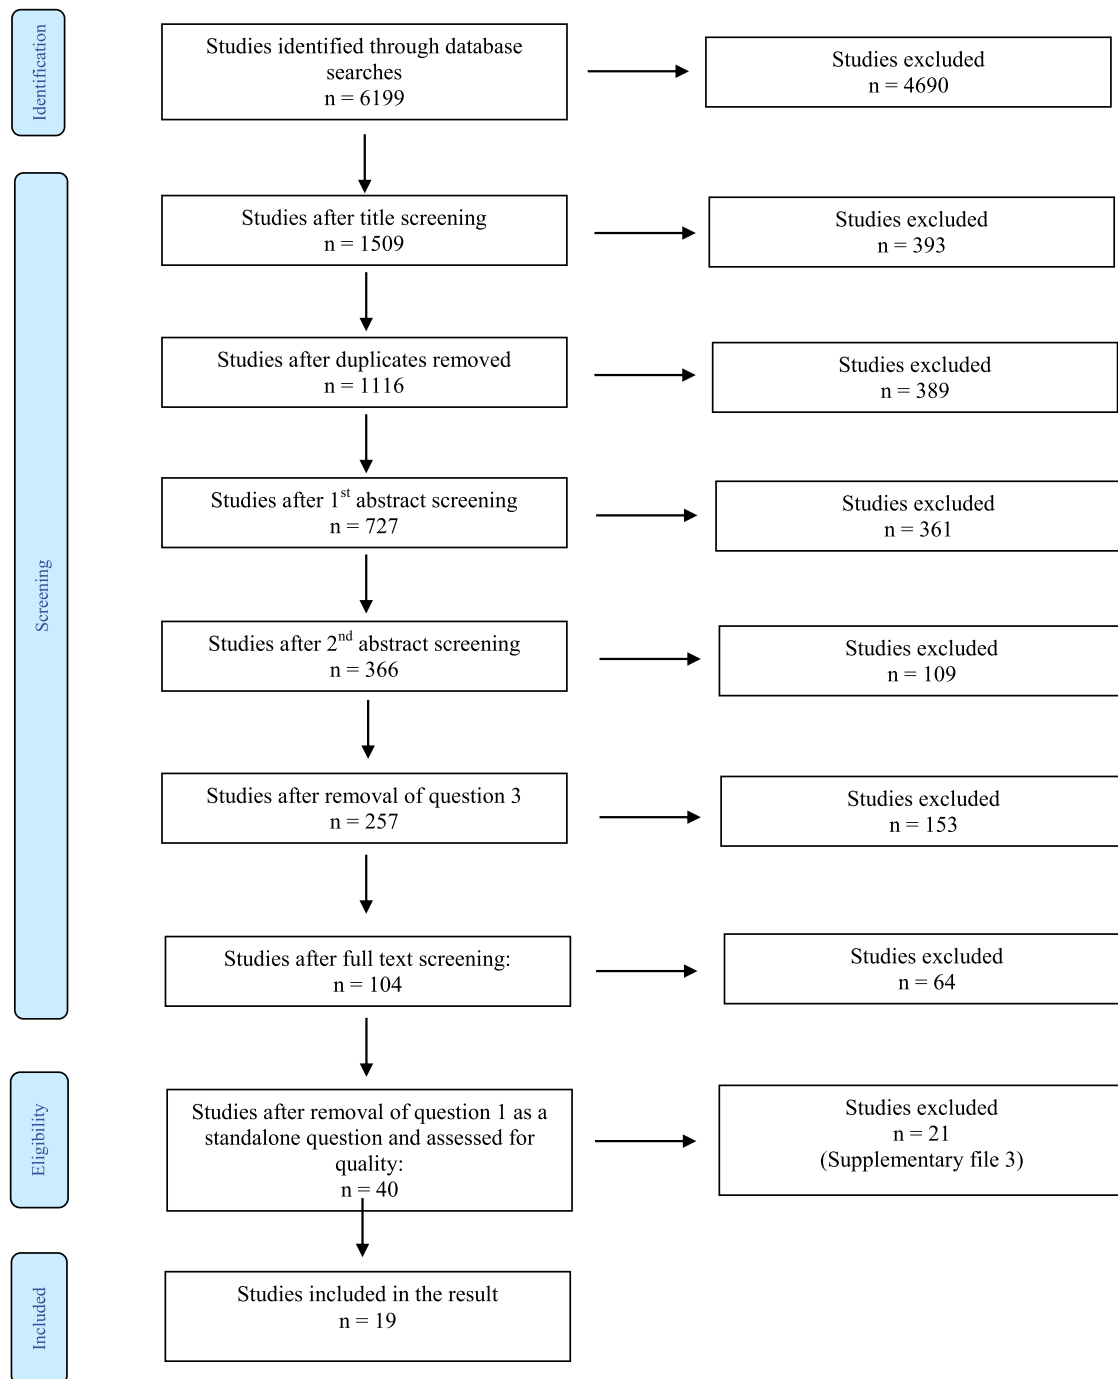 Identification
Studies identified through database
searches
n = 6199
Studies excluded
n = 4690
Screening
Studies after title screening
n = 1509
Studies excluded
n = 393
Studies after duplicates removed
n = 1116
Studies excluded
n = 389
Studies after 1st abstract screening
n = 727
Studies excluded
n = 361
Studies after 2nd abstract screening
n = 366
Studies excluded
n = 109
Studies after removal of question 3
n = 257
Studies excluded
n = 153
Studies after full text screening:
n = 104
Studies excluded
n = 64
Eligibility
Studies after removal of question 1 as a
standalone question and assessed for
quality:
n = 40
Studies excluded
n = 21
(Supplementary file 3)
Included
Studies included in the result
n = 19